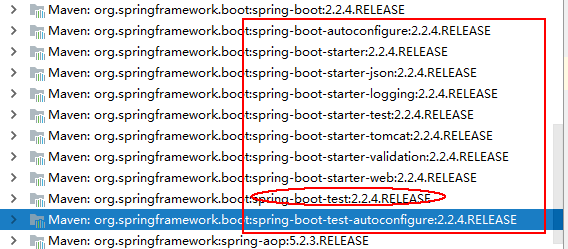 Maven: org.springframework.boot:spring-boot:2.2.4.RELEASE
Maven: org.springframework.boot:spring-boot-autoconfigure:2.2.4.RELEASE
Maven: org.springframework.boot:spring-boot-starter:2.2.4.RELEASE
Maven: org.springframework.boot:spring-boot-starter-json:2.2.4.RELEASE
Maven: org.springframework.boot:spring-boot-starter-logging:2.2.4.RELEASE
Maven: org.springframework.boot:spring-boot-starter-test:2.2.4.RELEASE
Maven: org.springframework.boot:spring-boot-starter-tomcat:2.2.4.RELEASE
Maven: org.springframework.boot:spring-boot-starter-validation:2.2.4.RELEASE
Maven: org.springframework.boot:spring-boot-starter-web:2.2.4.RELEASE
Maven: org.springframework.boot:spring-boot-test:2.2.4.RELEASE
Maven: org.springframework.boot:spring-boot-test-autoconfigure:2.2.4.RELEASE
Maven: org.springframework:spring-aop:5.2.3.RELEASE